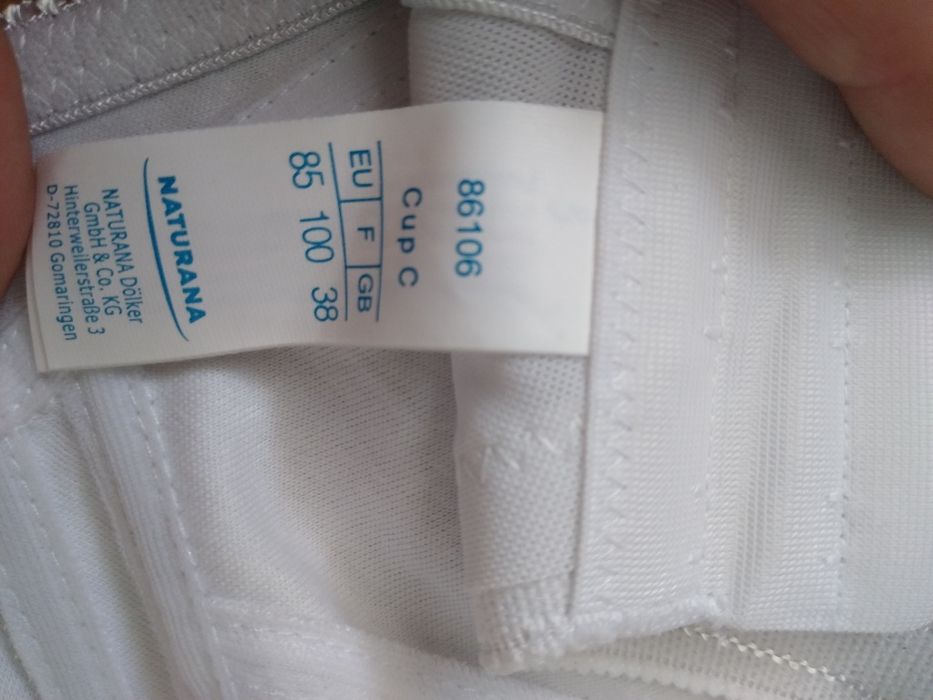 86106
Cup C
EU F GB
85 100 38
NATURANA
NATURANA Dölker
GmbH & Co. KG
Hinterweilerstraße 3
D-72810 Gomaringen